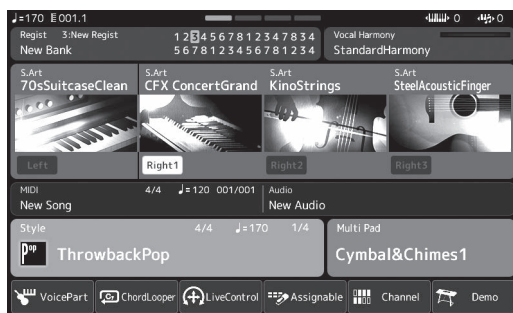 ♩=170 001.1 0 0
Regist 3:New Regist 1 2 3 4 5 6 7 8 1 2 3 4 7 8 3 4 Vocal Harmony
New Bank 5 6 7 8 1 2 3 4 5 6 7 8 1 2 3 4 StandardHarmony
S.Art S.Art S.Art S.Art
70sSuitcaseClean CFX ConcertGrand KinoStrings SteelAcousticFinger
Left Right1 Right2 Right3
MIDI 4/4 ♩=120 001/001 Audio
New Song New Audio
Style 4/4 ♩=170 1/4 Multi Pad
Pop ThrowbackPop Cymbal&Chimes1
VoicePart ChordLooper LiveControl Assignable Channel Demo